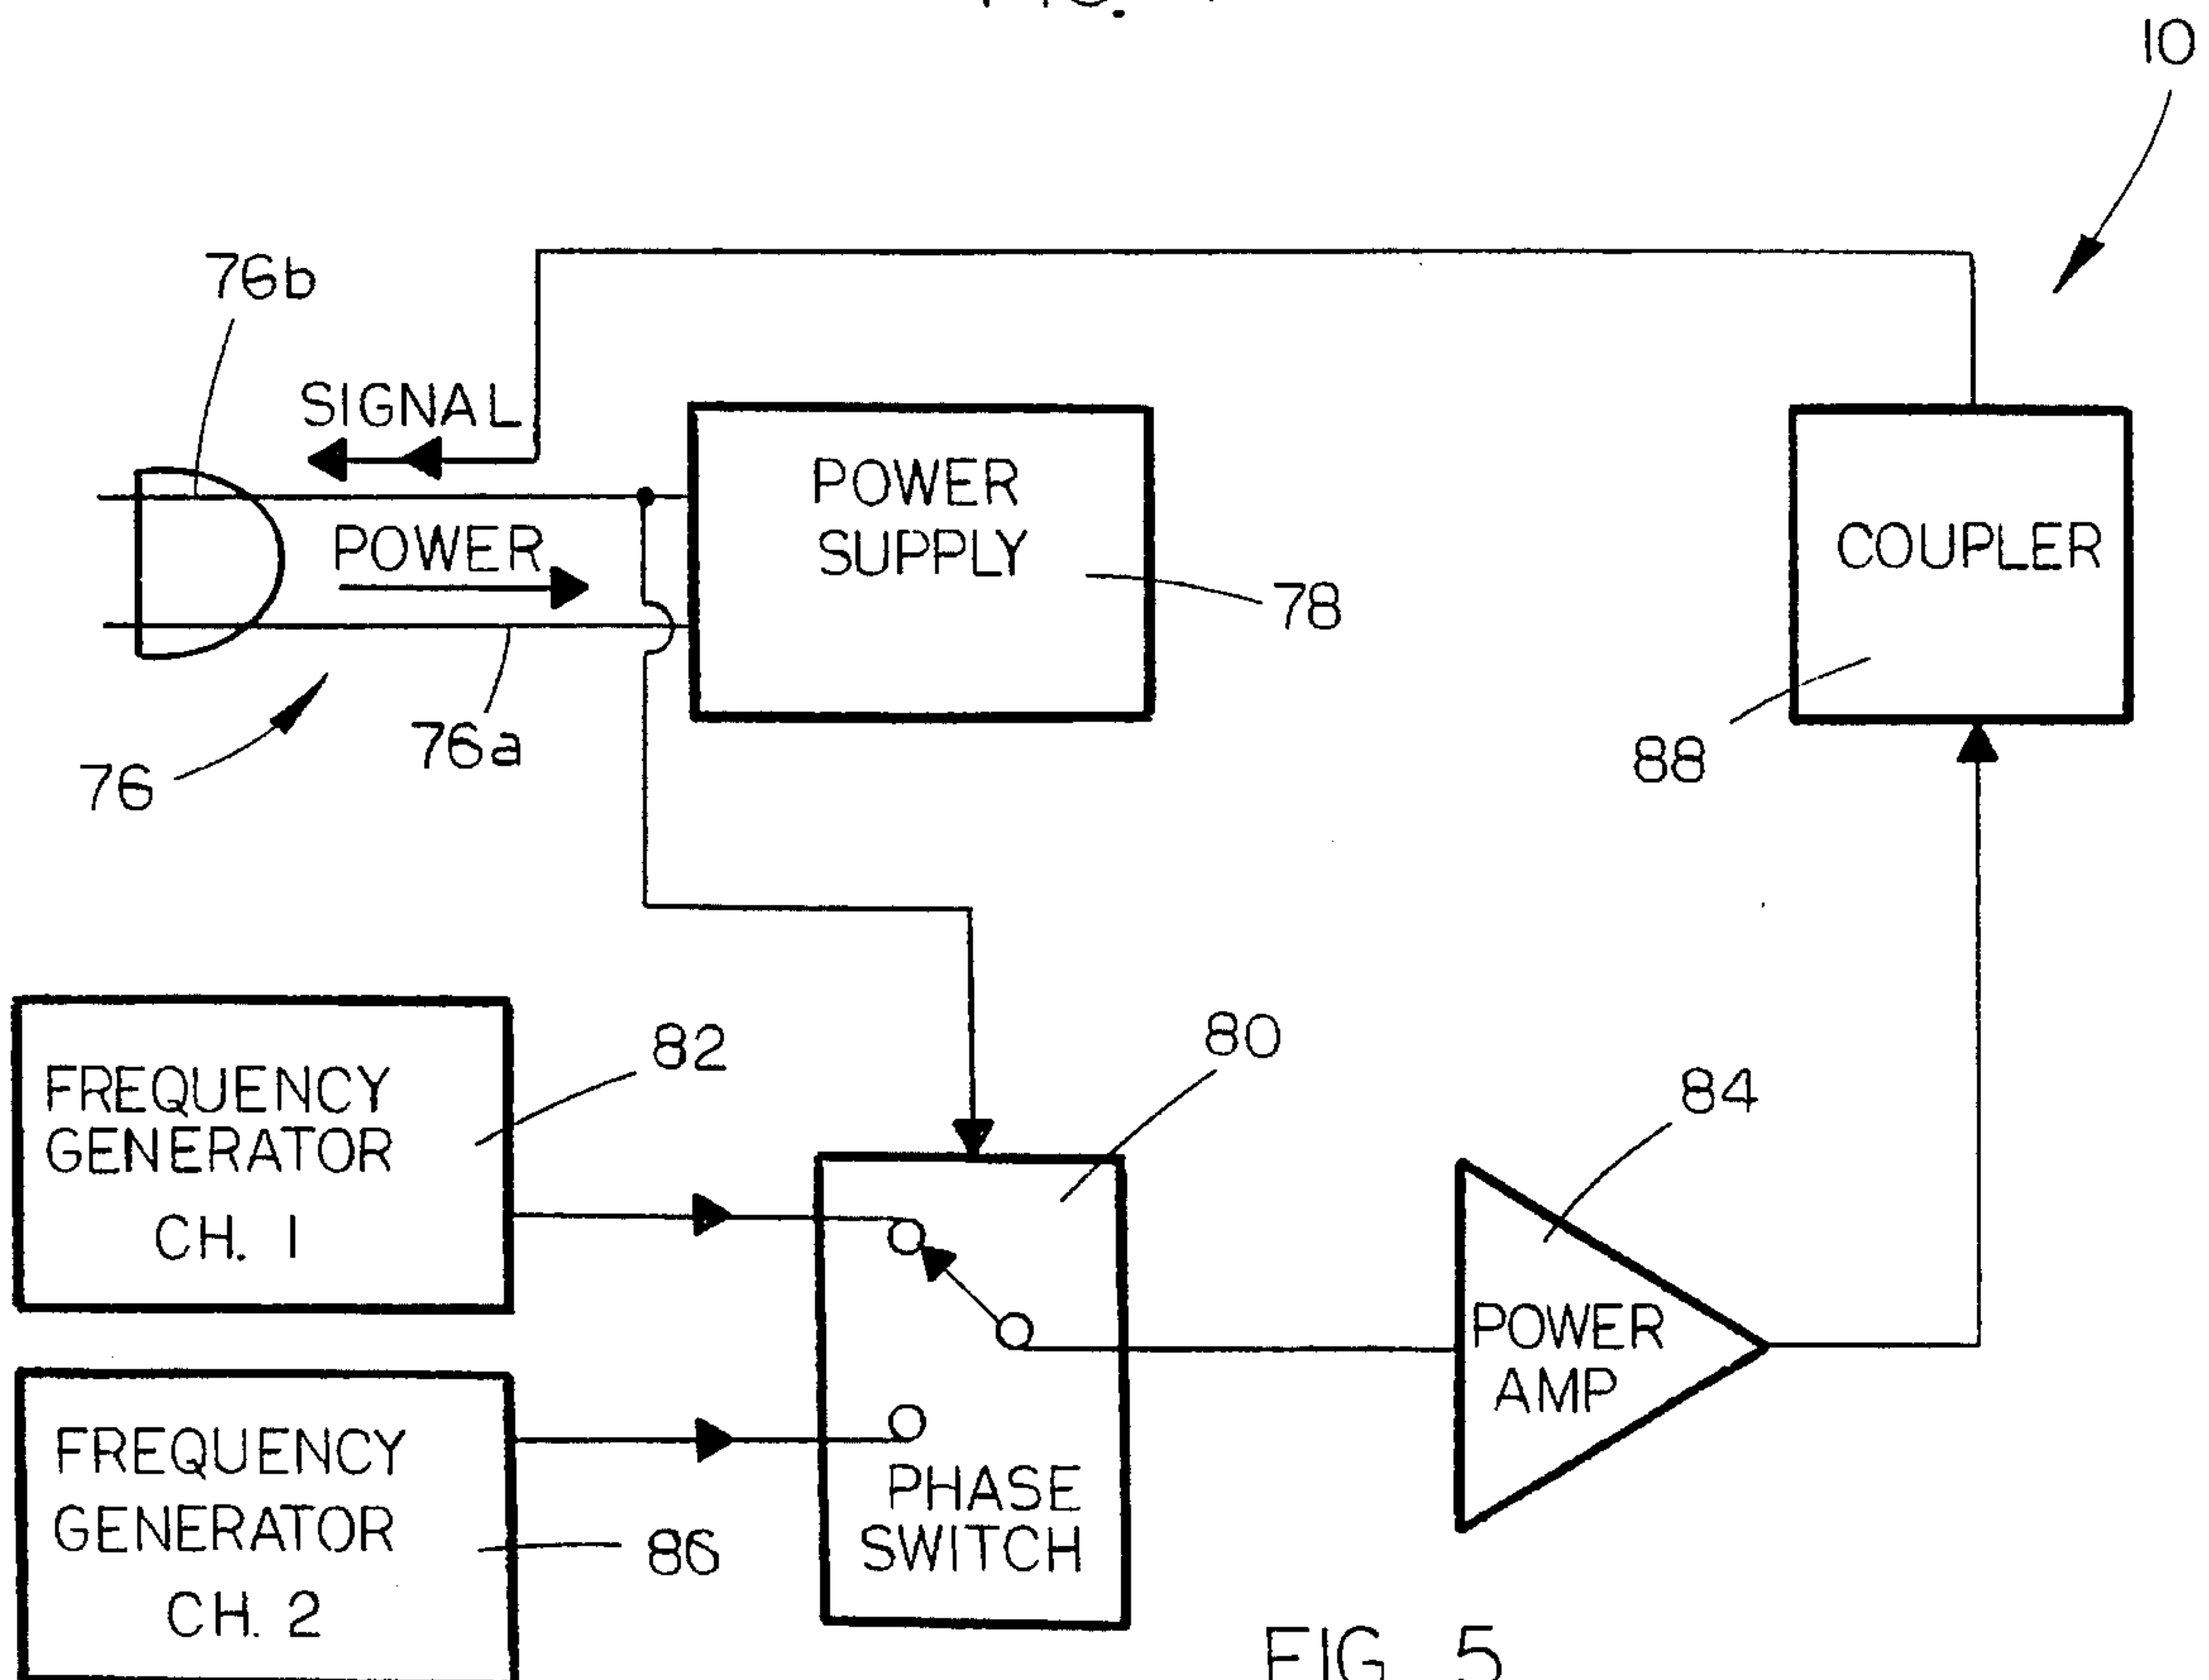 10
76b
SIGNAL
POWER
SUPPLY
POWER
COUPLER
78
76a
76
88
82
80
84
FREQUENCY
GENERATOR
CH. 1
POWER
AMP
FREQUENCY
GENERATOR
CH. 2
86
PHASE
SWITCH
FIG. 5